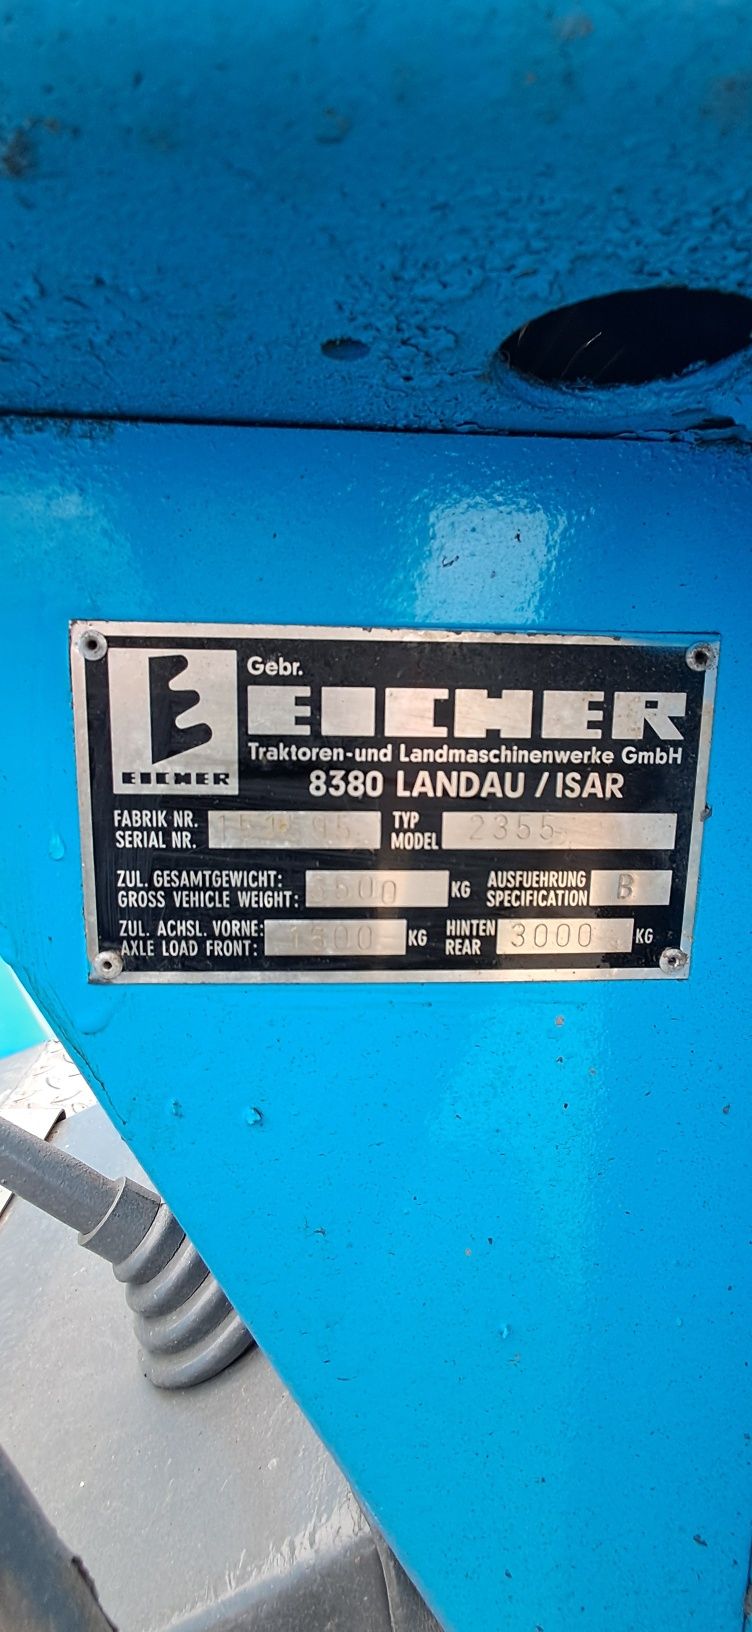 Gebr.
EICHER
EICHER
Traktoren-und Landmaschinenwerke GmbH
8380 LANDAU / ISAR
FABRIK NR. TYP 2355
SERIAL NR. MODEL
ZUL. GESAMTGEWICHT: AUSFUEHRUNG B
GROSS VEHICLE WEIGHT: KG SPECIFICATION
ZUL. ACHSL. VORNE: 1500 KG HINTEN 3000 KG
AXLE LOAD FRONT: REAR